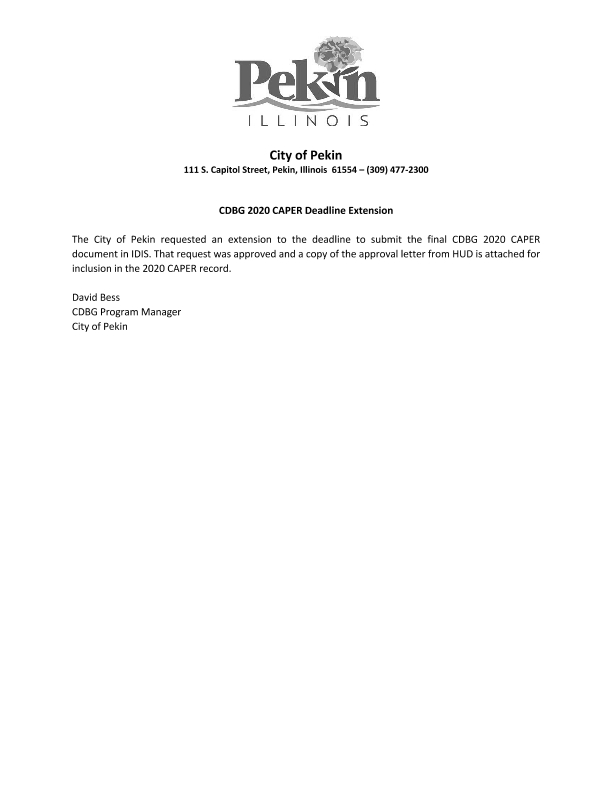 Pekin
ILLINOIS
City of Pekin
111 S. Capitol Street, Pekin, Illinois  61554 – (309) 477-2300
CDBG 2020 CAPER Deadline Extension
The City of Pekin requested an extension to the deadline to submit the final CDBG 2020 CAPER
document in IDIS. That request was approved and a copy of the approval letter from HUD is attached for
inclusion in the 2020 CAPER record.
David Bess
CDBG Program Manager
City of Pekin